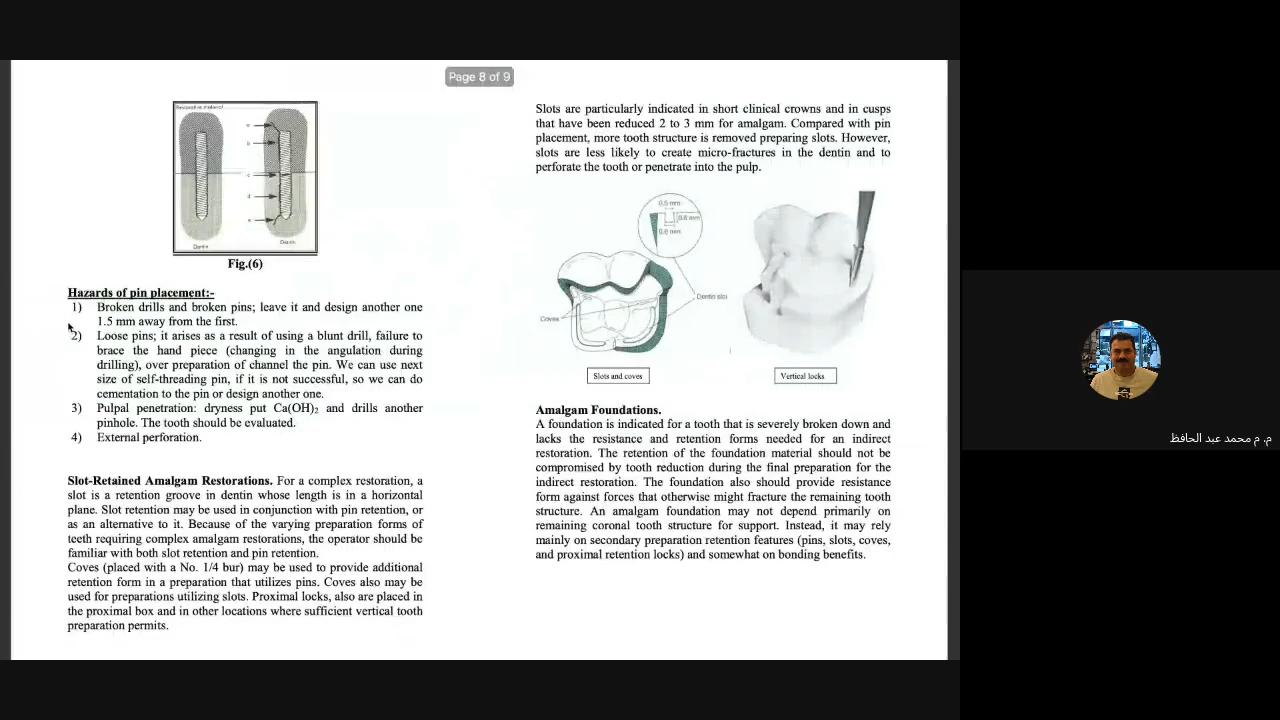 Page 8 of 9
Restorative material
a
b
c
d
e
Dentin
Dentin
Fig.(6)
Hazards of pin placement:-
1) Broken drills and broken pins; leave it and design another one
1.5 mm away from the first.
2) Loose pins; it arises as a result of using a blunt drill, failure to
brace the hand piece (changing in the angulation during
drilling), over preparation of channel the pin. We can use next
size of self-threading pin, if it is not successful, so we can do
cementation to the pin or design another one.
3) Pulpal penetration: dryness put Ca(OH)₂ and drills another
pinhole. The tooth should be evaluated.
4) External perforation.
Slot-Retained Amalgam Restorations. For a complex restoration, a
slot is a retention groove in dentin whose length is in a horizontal
plane. Slot retention may be used in conjunction with pin retention, or
as an alternative to it. Because of the varying preparation forms of
teeth requiring complex amalgam restorations, the operator should be
familiar with both slot retention and pin retention.
Coves (placed with a No. 1/4 bur) may be used to provide additional
retention form in a preparation that utilizes pins. Coves also may be
used for preparations utilizing slots. Proximal locks, also are placed in
the proximal box and in other locations where sufficient vertical tooth
preparation permits.
Slots are particularly indicated in short clinical crowns and in cusps
that have been reduced 2 to 3 mm for amalgam. Compared with pin
placement, more tooth structure is removed preparing slots. However,
slots are less likely to create micro-fractures in the dentin and to
perforate the tooth or penetrate into the pulp.
0.5 mm
0.6 mm
0.6 mm
Dentin slot
Coves
Slots and coves
Vertical locks
Amalgam Foundations.
A foundation is indicated for a tooth that is severely broken down and
lacks the resistance and retention forms needed for an indirect
restoration. The retention of the foundation material should not be
compromised by tooth reduction during the final preparation for the
indirect restoration. The foundation also should provide resistance
form against forces that otherwise might fracture the remaining tooth
structure. An amalgam foundation may not depend primarily on
remaining coronal tooth structure for support. Instead, it may rely
mainly on secondary preparation retention features (pins, slots, coves,
and proximal retention locks) and somewhat on bonding benefits.
م. م محمد عبد الحافظ